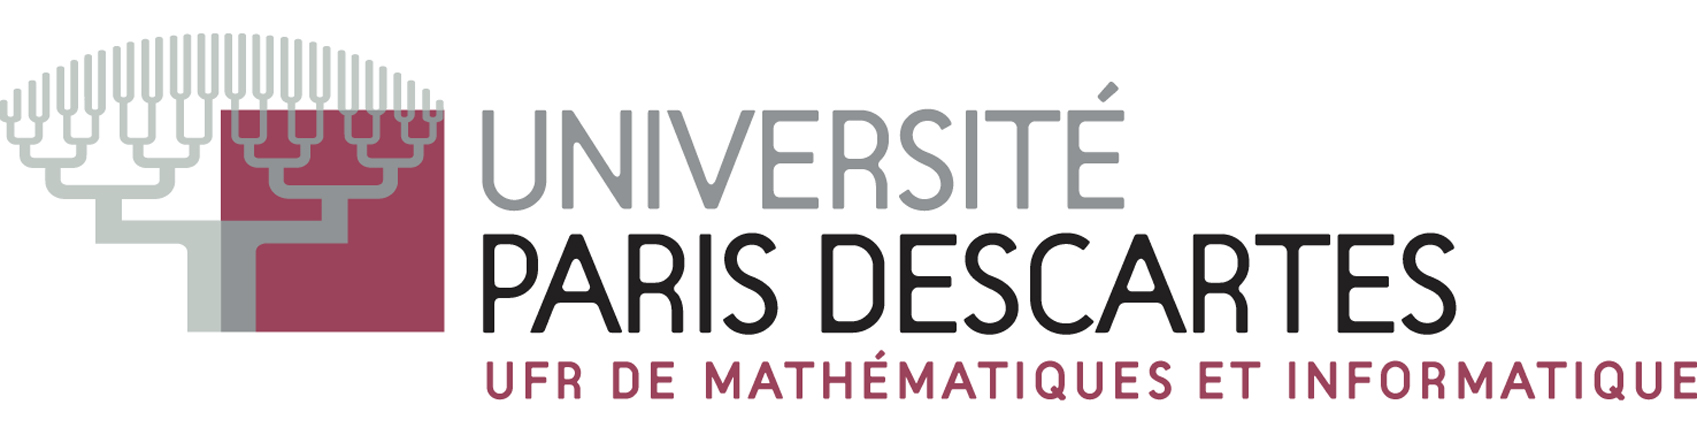 UNIVERSITÉ
PARIS DESCARTES
UFR DE MATHÉMATIQUES ET INFORMATIQUE